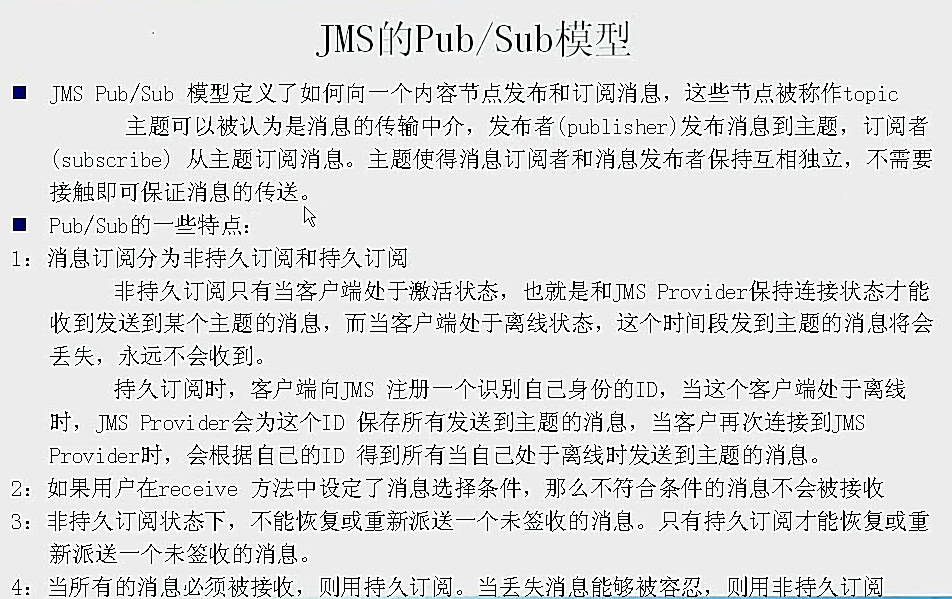 JMS的Pub/Sub模型
■ JMS Pub/Sub 模型定义了如何向一个内容节点发布和订阅消息，这些节点被称作topic
主题可以被认为是消息的传输中介，发布者(publisher)发布消息到主题，订阅者
(subscribe) 从主题订阅消息。主题使得消息订阅者和消息发布者保持互相独立，不需要
接触即可保证消息的传送。
■ Pub/Sub的一些特点：
1：消息订阅分为非持久订阅和持久订阅
非持久订阅只有当客户端处于激活状态，也就是和JMS Provider保持连接状态才能
收到发送到某个主题的消息，而当客户端处于离线状态，这个时间段发到主题的消息将会
丢失，永远不会收到。
持久订阅时，客户端向JMS 注册一个识别自己身份的ID，当这个客户端处于离线
时，JMS Provider会为这个ID 保存所有发送到主题的消息，当客户再次连接到JMS
Provider时，会根据自己的ID 得到所有当自己处于离线时发送到主题的消息。
2：如果用户在receive 方法中设定了消息选择条件，那么不符合条件的消息不会被接收
3：非持久订阅状态下，不能恢复或重新派送一个未签收的消息。只有持久订阅才能恢复或重
新派送一个未签收的消息。
4：当所有的消息必须被接收，则用持久订阅。当丢失消息能够被容忍，则用非持久订阅